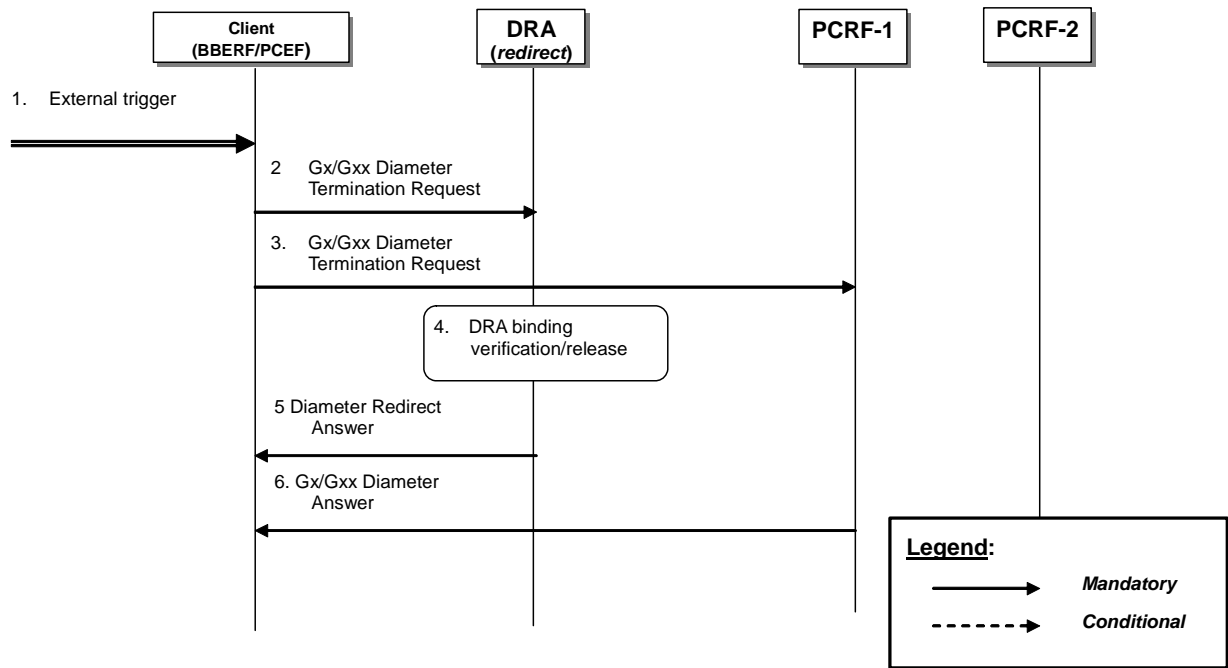 Client
(BBERF/PCEF)
DRA
(redirect)
PCRF-1
PCRF-2
1. External trigger
2 Gx/Gxx Diameter
Termination Request
3. Gx/Gxx Diameter
Termination Request
4. DRA binding
verification/release
5 Diameter Redirect
Answer
6. Gx/Gxx Diameter
Answer
Legend:
Mandatory
Conditional